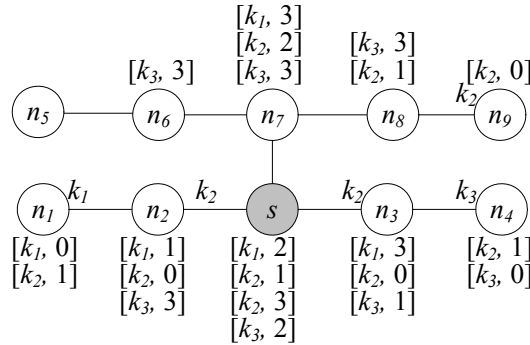 [k1, 3]
[k2, 2]
[k3, 3] [k3, 3] [k3, 3]
[k2, 1] [k2, 0]
k2
n5 n6 n7 n8 n9
k1 k2 k2 k3
n1 n2 s n3 n4
[k1, 0] [k1, 1] [k1, 2] [k1, 3] [k2, 1]
[k2, 1] [k2, 0] [k2, 1] [k2, 0] [k3, 0]
[k3, 3] [k2, 3] [k3, 1]
[k3, 2]